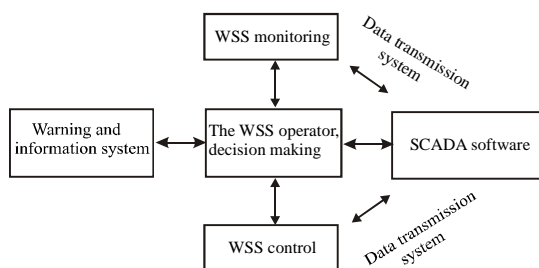 WSS monitoring
Data transmission
system
Warning and
information system
The WSS operator,
decision making
SCADA software
WSS control
Data transmission
system